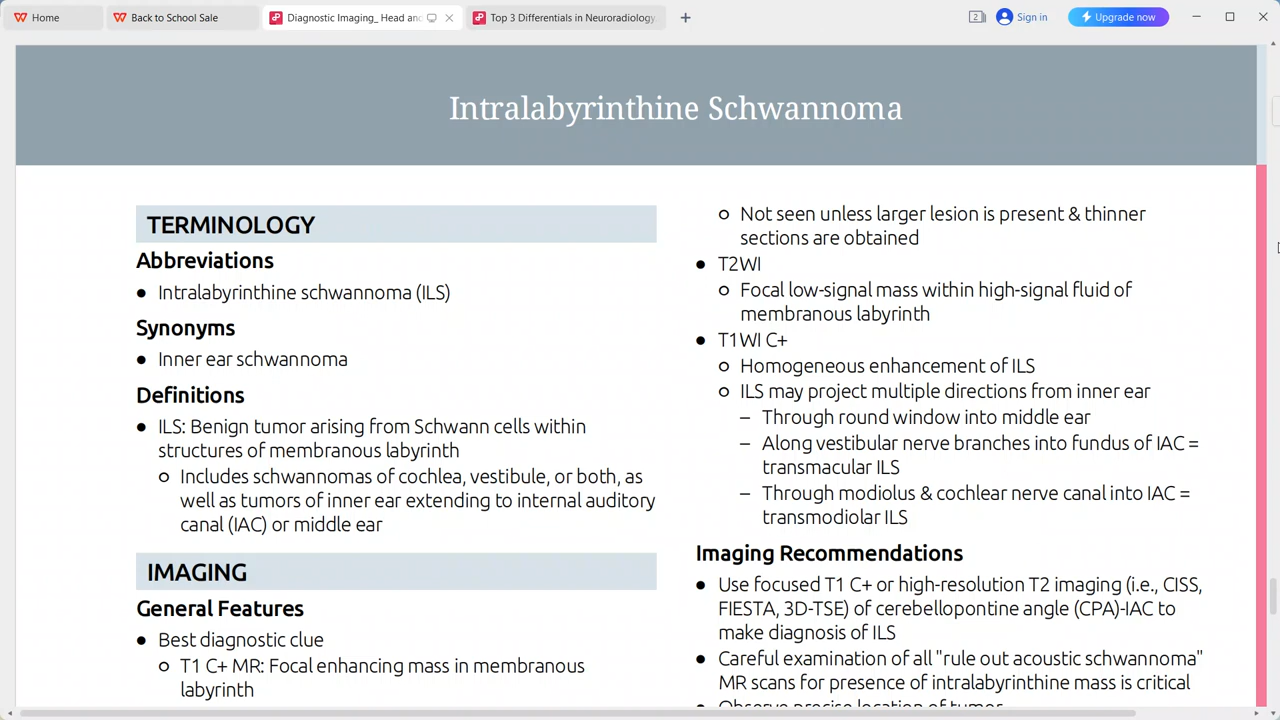 Home
Back to School Sale
Diagnostic Imaging_ Head and
Top 3 Differentials in Neuroradiology
2
Sign in
Upgrade now
Intralabyrinthine Schwannoma
TERMINOLOGY
Abbreviations
● Intralabyrinthine schwannoma (ILS)
Synonyms
● Inner ear schwannoma
Definitions
● ILS: Benign tumor arising from Schwann cells within
structures of membranous labyrinth
○ Includes schwannomas of cochlea, vestibule, or both, as
well as tumors of inner ear extending to internal auditory
canal (IAC) or middle ear
IMAGING
General Features
● Best diagnostic clue
○ T1 C+ MR: Focal enhancing mass in membranous
labyrinth
○ Not seen unless larger lesion is present & thinner
sections are obtained
● T2WI
○ Focal low-signal mass within high-signal fluid of
membranous labyrinth
● T1WI C+
○ Homogeneous enhancement of ILS
○ ILS may project multiple directions from inner ear
– Through round window into middle ear
– Along vestibular nerve branches into fundus of IAC =
transmacular ILS
– Through modiolus & cochlear nerve canal into IAC =
transmodiolar ILS
Imaging Recommendations
● Use focused T1 C+ or high-resolution T2 imaging (i.e., CISS,
FIESTA, 3D-TSE) of cerebellopontine angle (CPA)-IAC to
make diagnosis of ILS
● Careful examination of all "rule out acoustic schwannoma"
MR scans for presence of intralabyrinthine mass is critical
● Observe precise location of tumor